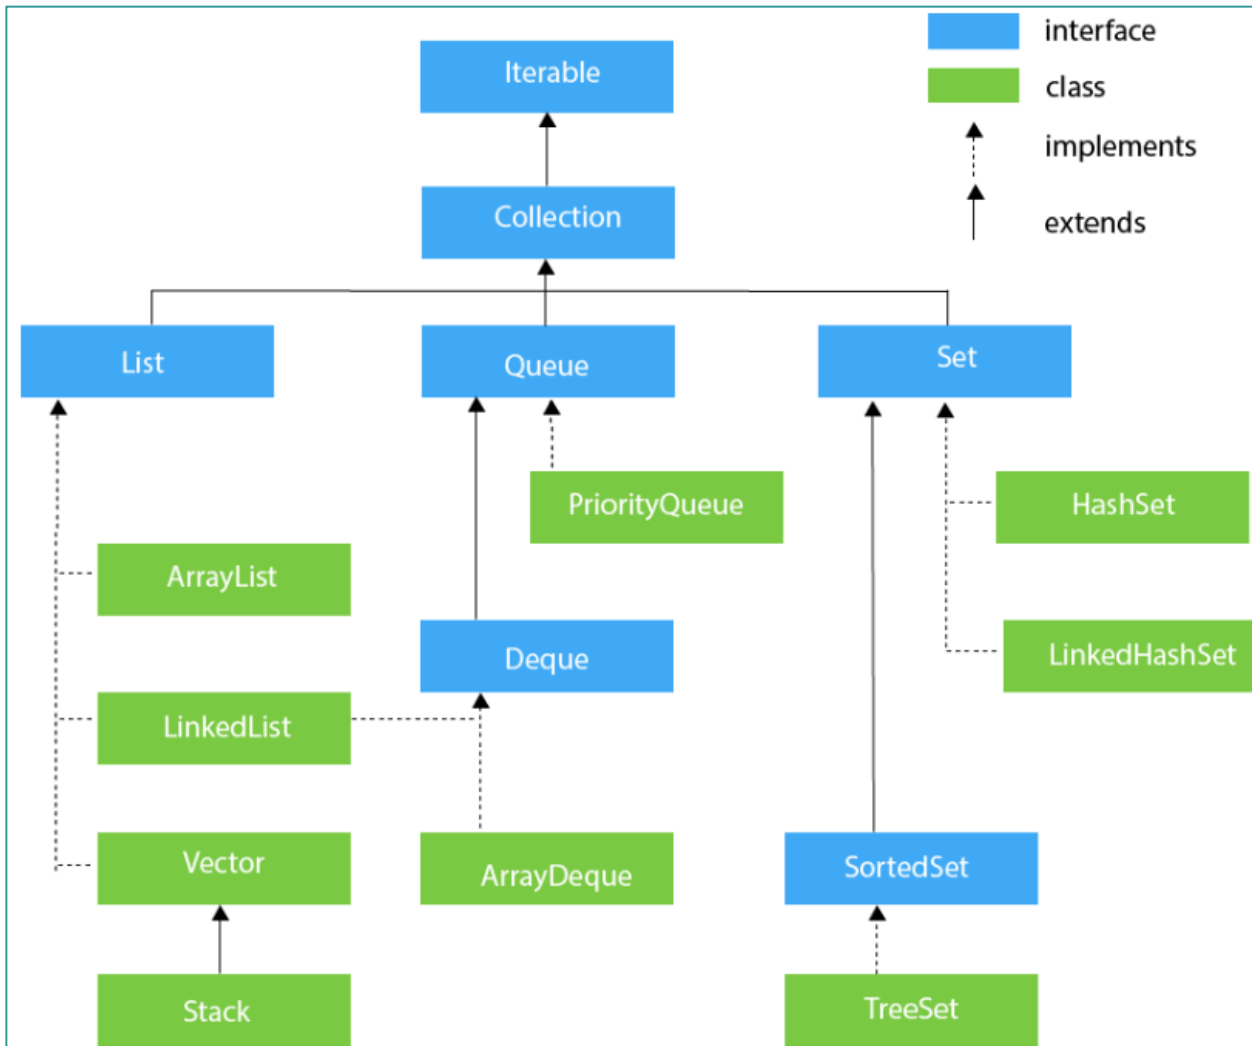 interface
Iterable
class
implements
Collection
extends
List
Queue
Set
PriorityQueue
HashSet
ArrayList
Deque
LinkedHashSet
LinkedList
Vector
ArrayDeque
SortedSet
Stack
TreeSet